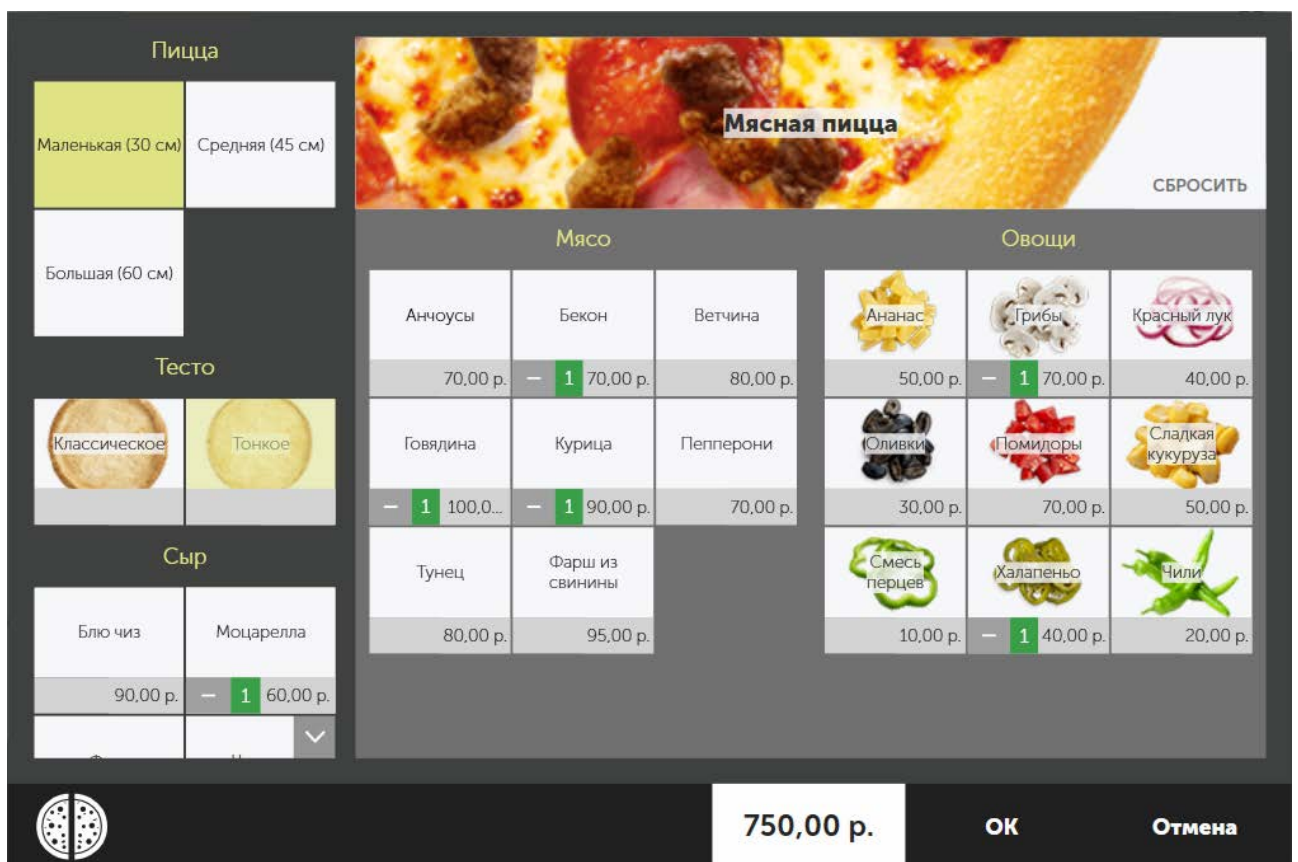 Пицца
Маленькая (30 см)
Средняя (45 см)
Большая (60 см)
Тесто
Классическое
Тонкое
Сыр
Блю чиз
Моцарелла
90,00 р.
– 1 60,00 р.
Мясная пицца
СБРОСИТЬ
Мясо
Анчоусы
Бекон
Ветчина
70,00 р.
– 1 70,00 р.
80,00 р.
Говядина
Курица
Пепперони
– 1 100,0...
– 1 90,00 р.
70,00 р.
Тунец
Фарш из
свинины
80,00 р.
95,00 р.
Овощи
Ананас
Грибы
Красный лук
50,00 р.
– 1 70,00 р.
40,00 р.
Оливки
Помидоры
Сладкая
кукуруза
30,00 р.
70,00 р.
50,00 р.
Смесь
перцев
Халапеньо
Чили
10,00 р.
– 1 40,00 р.
20,00 р.
750,00 р.
ОК
Отмена